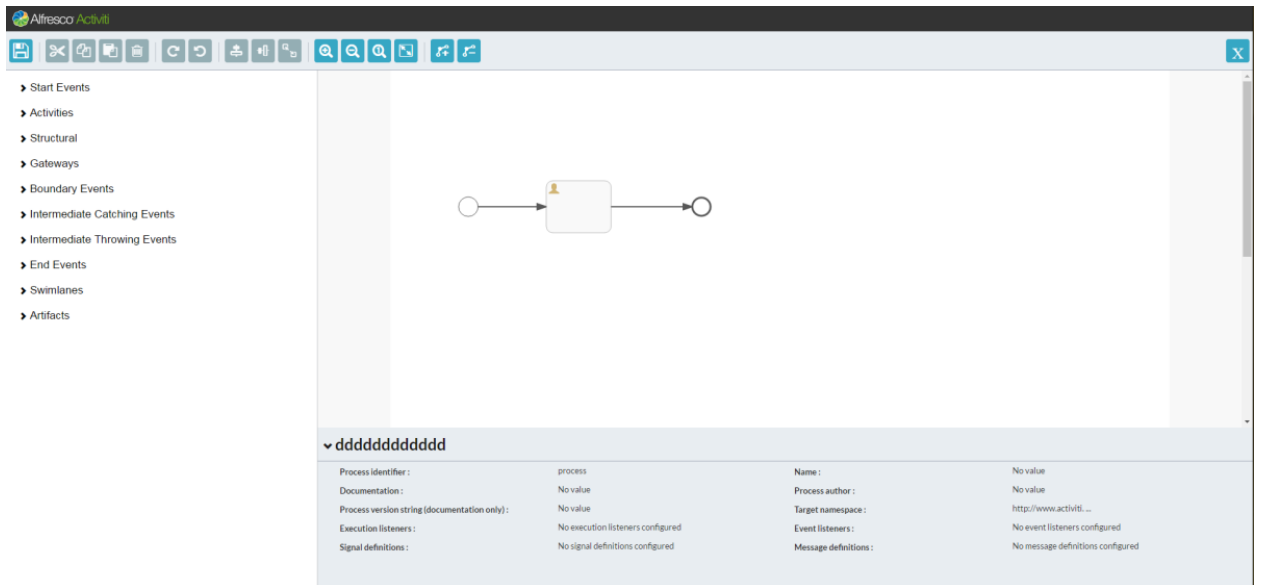 Alfresco Activiti
X
Start Events
Activities
Structural
Gateways
Boundary Events
Intermediate Catching Events
Intermediate Throwing Events
End Events
Swimlanes
Artifacts
dddddddddddd
Process identifier : process Name : No value
Documentation : No value Process author : No value
Process version string (documentation only) : No value Target namespace : http://www.activiti....
Execution listeners : No execution listeners configured Event listeners : No event listeners configured
Signal definitions : No signal definitions configured Message definitions : No message definitions configured